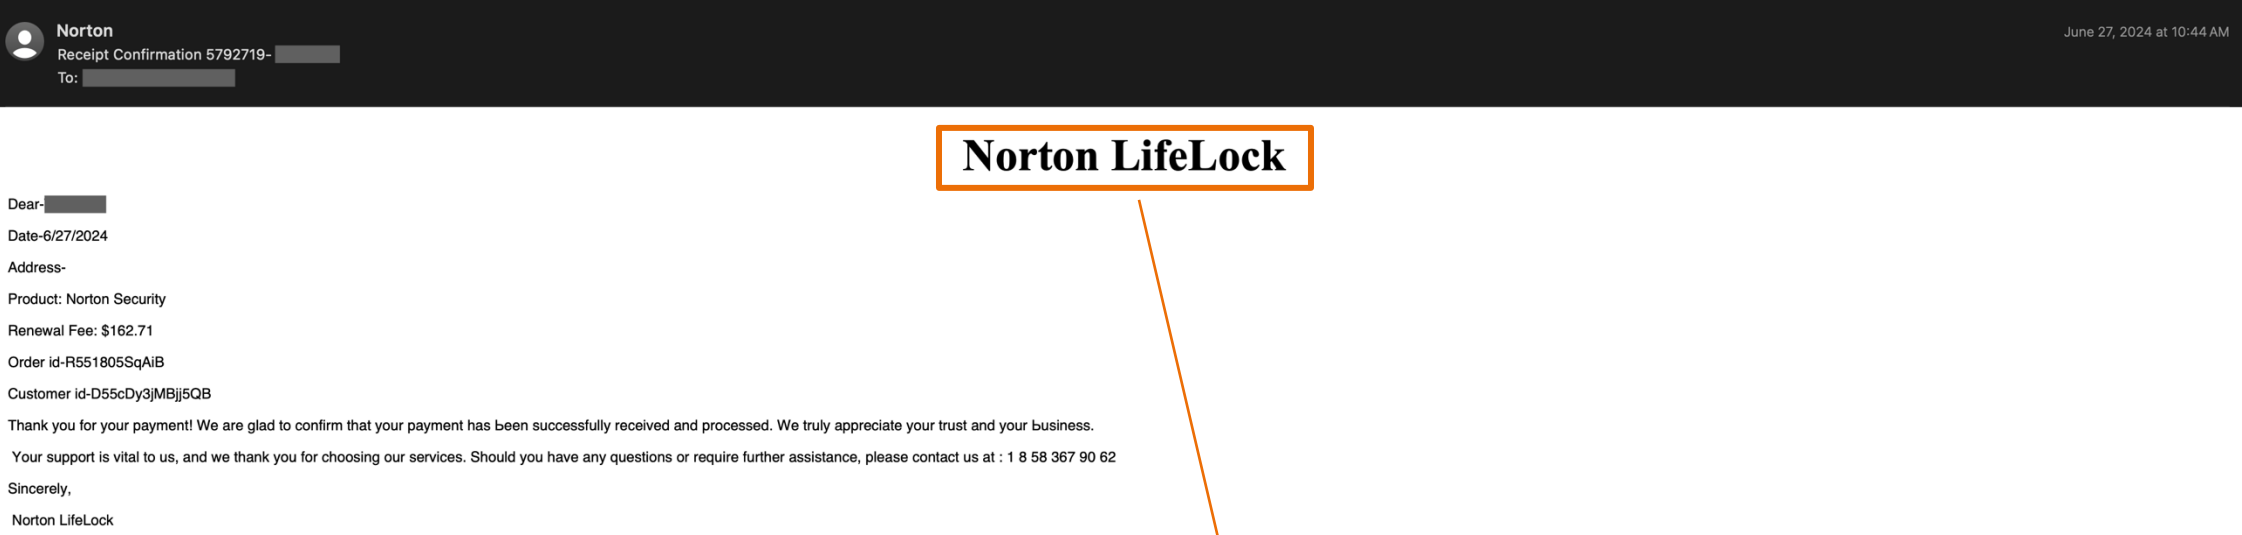 Norton
Receipt Confirmation 5792719-
June 27, 2024 at 10:44 AM
To:
Norton LifeLock
Dear-
Date-6/27/2024
Address-
Product: Norton Security
Renewal Fee: $162.71
Order id-R551805SqAiB
Customer id-D55cDy3jMBjj5QB
Thank you for your payment! We are glad to confirm that your payment has Ьeen successfully received and processed. We truly appreciate your trust and your Ьusiness.
Your support is vital to us, and we thank you for choosing our services. Should you have any questions or require further assistance, please contact us at : 1 8 58 367 90 62
Sincerely,
Norton LifeLock